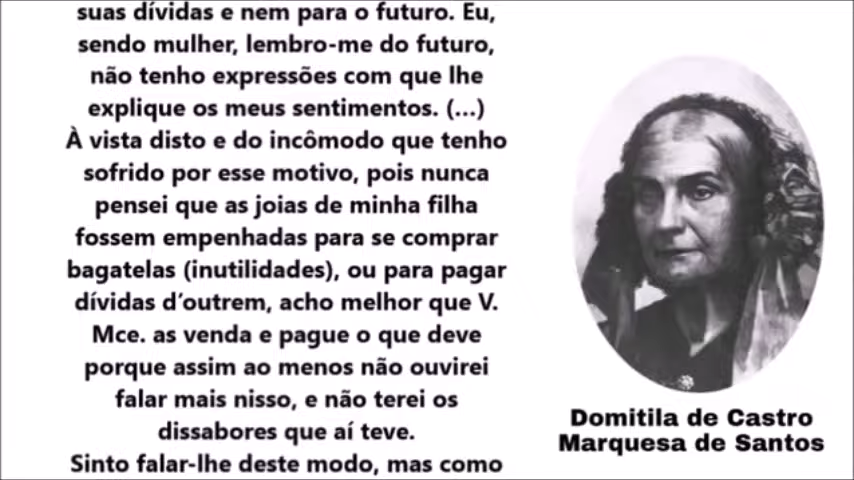 suas dívidas e nem para o futuro. Eu,
sendo mulher, lembro-me do futuro,
não tenho expressões com que lhe
explique os meus sentimentos. (...)
À vista disto e do incômodo que tenho
sofrido por esse motivo, pois nunca
pensei que as joias de minha filha
fossem empenhadas para se comprar
bagatelas (inutilidades), ou para pagar
dívidas d’outrem, acho melhor que V.
Mce. as venda e pague o que deve
porque assim ao menos não ouvirei
falar mais nisso, e não terei os
dissabores que aí teve.
Sinto falar-lhe deste modo, mas como
Domitila de Castro
Marquesa de Santos